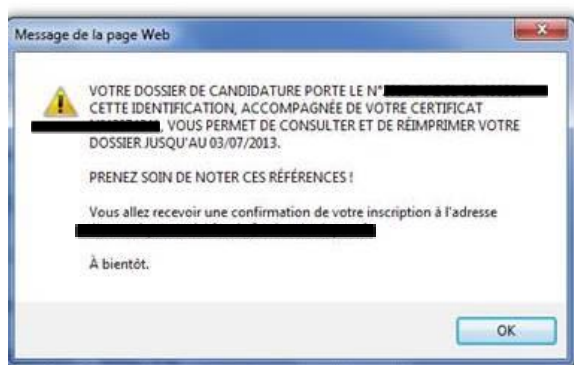 Message de la page Web
VOTRE DOSSIER DE CANDIDATURE PORTE LE N°
CETTE IDENTIFICATION, ACCOMPAGNÉE DE VOTRE CERTIFICAT
, VOUS PERMET DE CONSULTER ET DE RÉIMPRIMER VOTRE
DOSSIER JUSQU'AU 03/07/2013.
PRENEZ SOIN DE NOTER CES RÉFÉRENCES !
Vous allez recevoir une confirmation de votre inscription à l'adresse
À bientôt.
OK